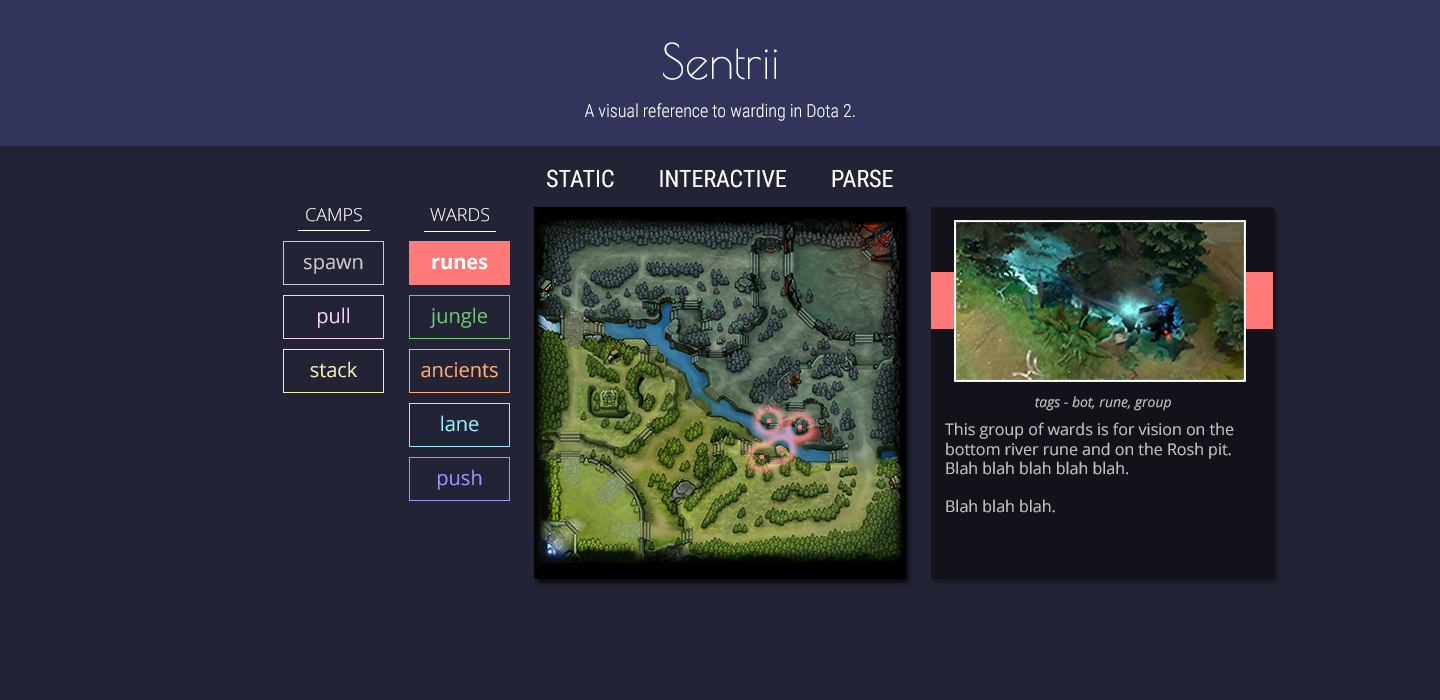 Sentrii
A visual reference to warding in Dota 2.
STATIC
INTERACTIVE
PARSE
CAMPS
spawn
pull
stack
WARDS
runes
jungle
ancients
lane
push
tags - bot, rune, group
This group of wards is for vision on the
bottom river rune and on the Rosh pit.
Blah blah blah blah blah.
Blah blah blah.